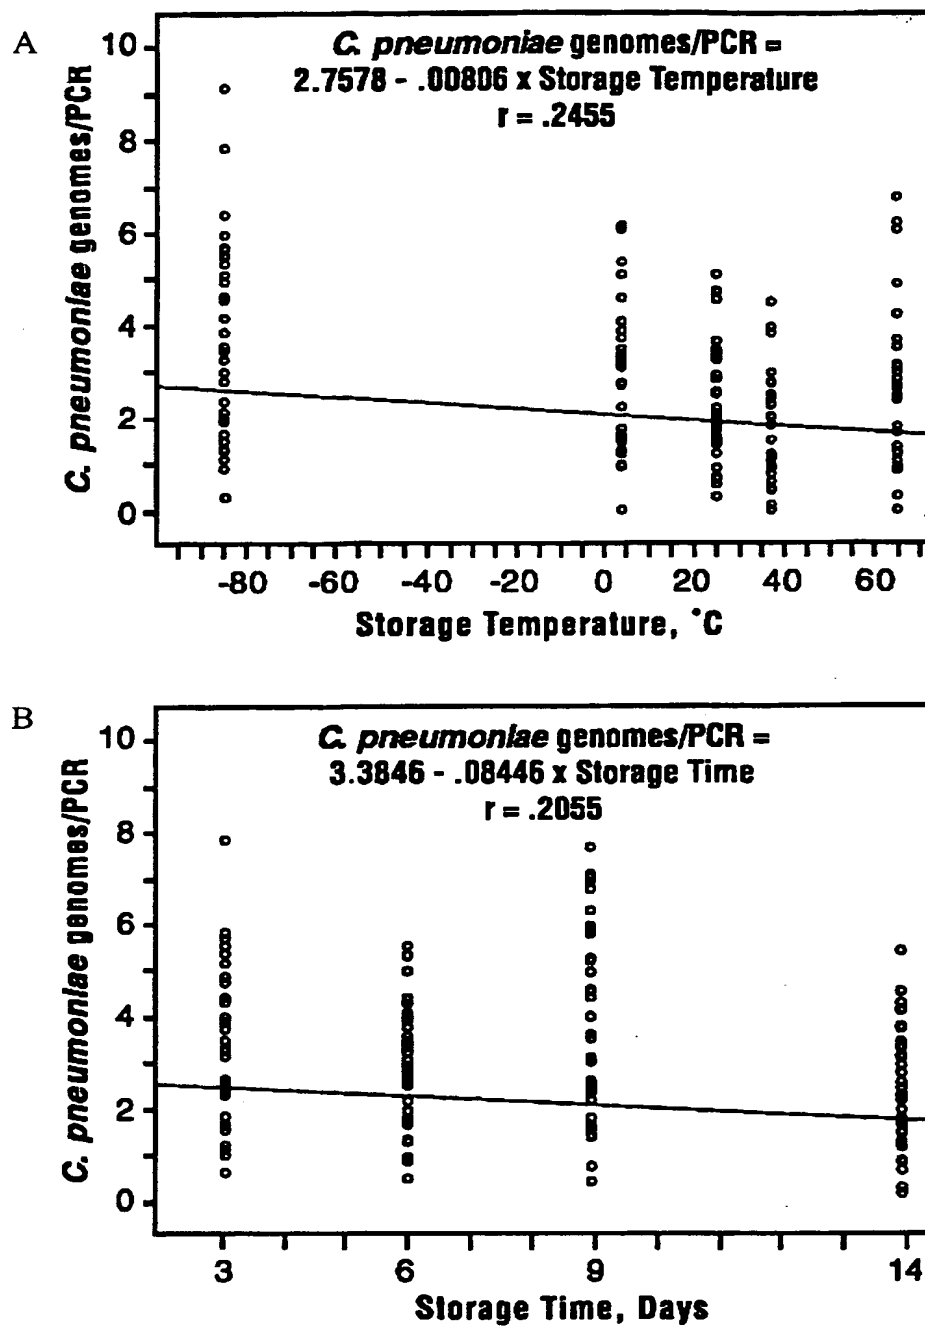 A
C. pneumoniae genomes/PCR =
2.7578 - .00806 x Storage Temperature
r = .2455
C. pneumoniae genomes/PCR
10
8
6
4
2
0
-80 -60 -40 -20 0 20 40 60
Storage Temperature, °C
B
C. pneumoniae genomes/PCR =
3.3846 - .08446 x Storage Time
r = .2055
C. pneumoniae genomes/PCR
10
8
6
4
2
0
3 6 9 14
Storage Time, Days